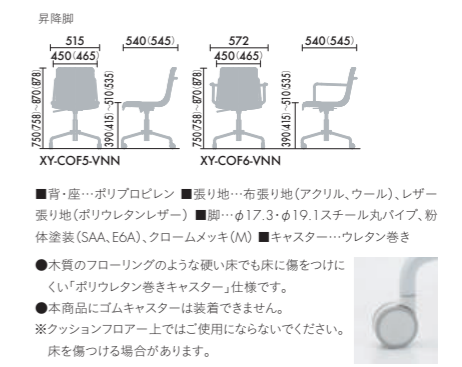 昇降脚
515 540(545) 572 540(545)
450(465) 450(465)
750(758)〜870(878) 390(415)〜510(535) 750(758)〜870(878) 390(415)〜510(535)
XY-COF5-VNN XY-COF6-VNN
■背・座…ポリプロピレン ■張り地…布張り地(アクリル、ウール)、レザー
張り地(ポリウレタンレザー) ■脚…φ17.3・φ19.1スチール丸パイプ、粉
体塗装(SAA、E6A)、クロームメッキ(M) ■キャスター…ウレタン巻き
●木質のフローリングのような硬い床でも床に傷をつけに
くい「ポリウレタン巻きキャスター」仕様です。
●本商品にゴムキャスターは装着できません。
※クッションフロアー上ではご使用にならないでください。
床を傷つける場合があります。